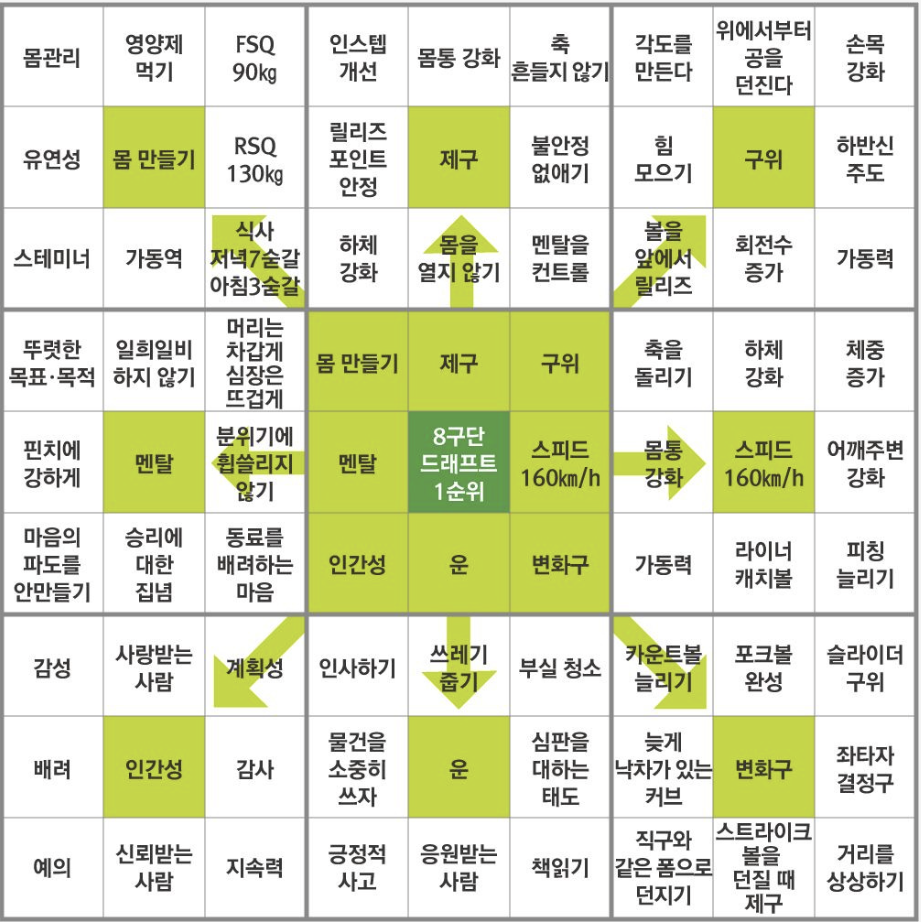 몸관리
영양제
먹기
FSQ
90㎏
인스텝
개선
몸통 강화
축
흔들지 않기
각도를
만든다
위에서부터
공을
던진다
손목
강화
유연성
몸 만들기
RSQ
130㎏
릴리즈
포인트
안정
제구
불안정
없애기
힘
모으기
구위
하반신
주도
스테미너
가동역
식사
저녁7숟갈
아침3숟갈
하체
강화
몸을
열지 않기
멘탈을
컨트롤
볼을
앞에서
릴리즈
회전수
증가
가동력
뚜렷한
목표·목적
일희일비
하지 않기
머리는
차갑게
심장은
뜨겁게
몸 만들기
제구
구위
축을
돌리기
하체
강화
체중
증가
핀치에
강하게
멘탈
분위기에
휩쓸리지
않기
멘탈
8구단
드래프트
1순위
스피드
160㎞/h
몸통
강화
스피드
160㎞/h
어깨주변
강화
마음의
파도를
안만들기
승리에
대한
집념
동료를
배려하는
마음
인간성
운
변화구
가동력
라이너
캐치볼
피칭
늘리기
감성
사랑받는
사람
계획성
인사하기
쓰레기
줍기
부실 청소
카운트볼
늘리기
포크볼
완성
슬라이더
구위
배려
인간성
감사
물건을
소중히
쓰자
운
심판을
대하는
태도
늦게
낙차가 있는
커브
변화구
좌타자
결정구
예의
신뢰받는
사람
지속력
긍정적
사고
응원받는
사람
책읽기
직구와
같은 폼으로
던지기
스트라이크
볼을
던질 때
제구
거리를
상상하기